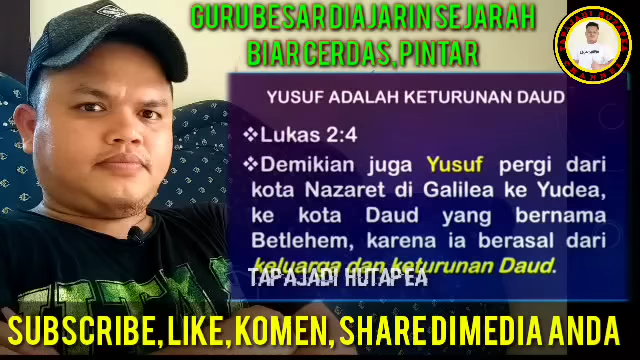 GURU BESAR DIAJARIN SEJARAH
BIAR CERDAS, PINTAR
YUSUF ADALAH KETURUNAN DAUD
❖Lukas 2:4
❖Demikian juga Yusuf pergi dari
kota Nazaret di Galilea ke Yudea,
ke kota Daud yang bernama
Betlehem, karena ia berasal dari
keluarga dan keturunan Daud.
TAPAJADI HUTAPEA
SUBSCRIBE, LIKE, KOMEN, SHARE DIMEDIA ANDA